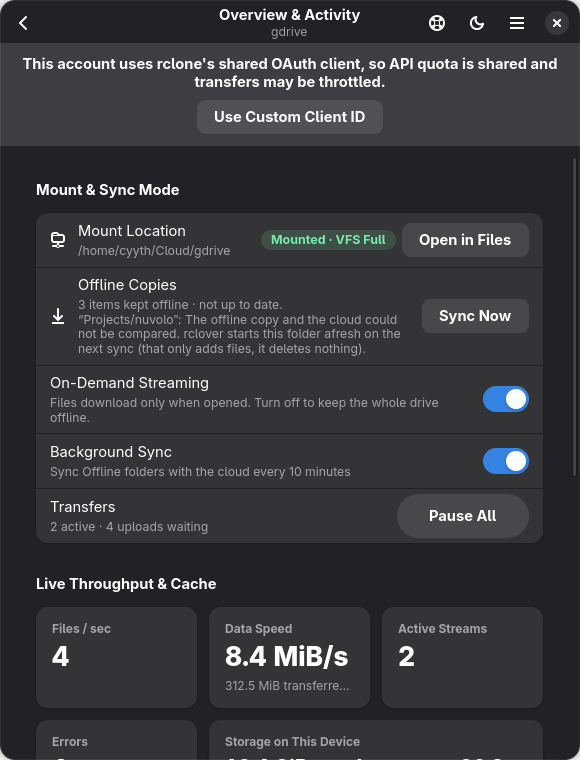 Overview & Activity
gdrive
This account uses rclone's shared OAuth client, so API quota is shared and
transfers may be throttled.
Use Custom Client ID
Mount & Sync Mode
Mount Location
/home/cyyth/Cloud/gdrive
Mounted · VFS Full
Open in Files
Offline Copies
3 items kept offline · not up to date.
“Projects/nuvolo”: The offline copy and the cloud could
not be compared. rclover starts this folder afresh on the
next sync (that only adds files, it deletes nothing).
Sync Now
On-Demand Streaming
Files download only when opened. Turn off to keep the whole drive
offline.
Background Sync
Sync Offline folders with the cloud every 10 minutes
Transfers
2 active · 4 uploads waiting
Pause All
Live Throughput & Cache
Files / sec
4
Data Speed
8.4 MiB/s
312.5 MiB transferre…
Active Streams
2
Errors
Storage on This Device